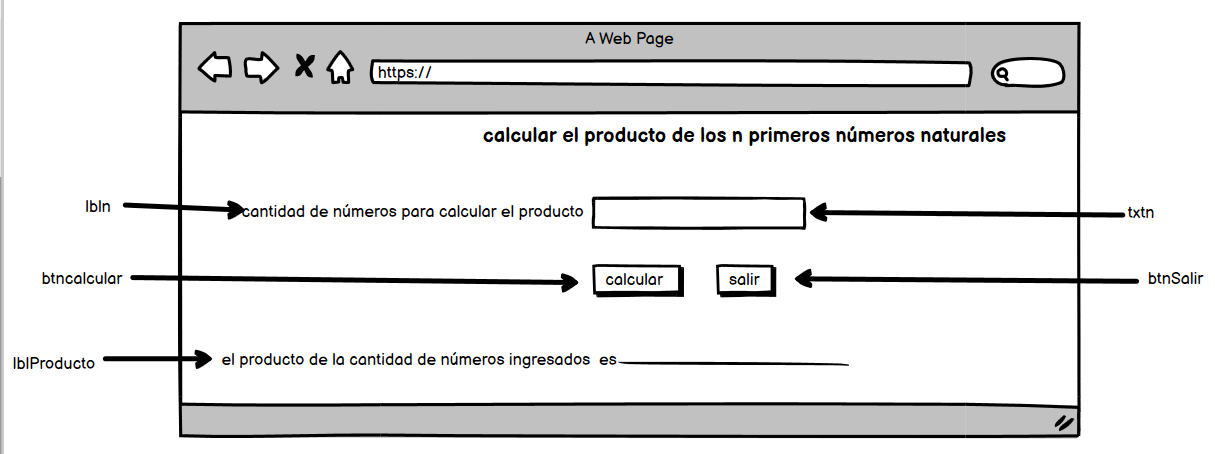 A Web Page
https://
calcular el producto de los n primeros números naturales
lbln
cantidad de números para calcular el producto
txtn
btncalcular
calcular
salir
btnSalir
lblProducto
el producto de la cantidad de números ingresados es